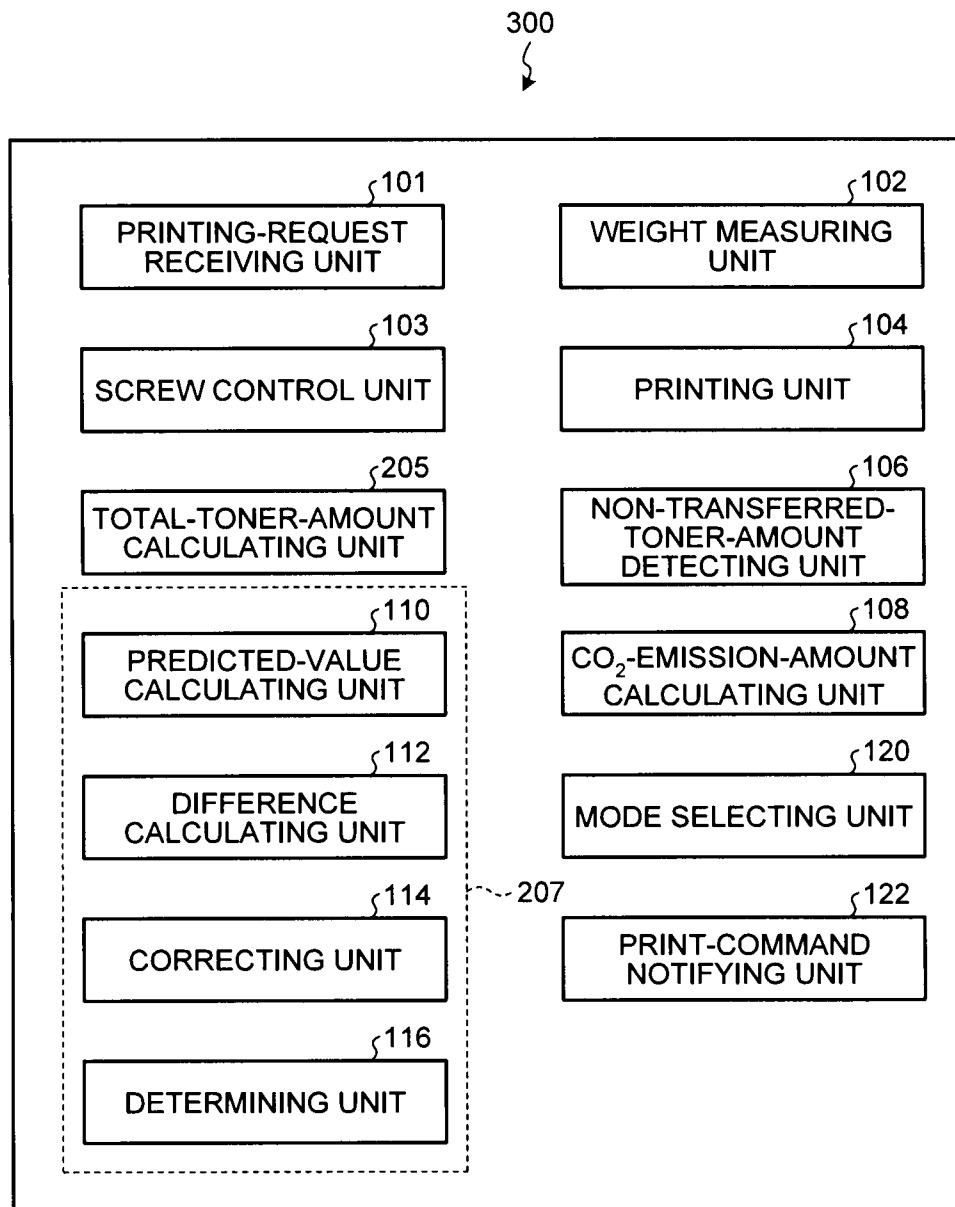 300
101
PRINTING-REQUEST
RECEIVING UNIT
102
WEIGHT MEASURING
UNIT
103
SCREW CONTROL UNIT
104
PRINTING UNIT
205
TOTAL-TONER-AMOUNT
CALCULATING UNIT
106
NON-TRANSFERRED-
TONER-AMOUNT
DETECTING UNIT
110
PREDICTED-VALUE
CALCULATING UNIT
108
CO₂-EMISSION-AMOUNT
CALCULATING UNIT
112
DIFFERENCE
CALCULATING UNIT
120
MODE SELECTING UNIT
207
114
CORRECTING UNIT
122
PRINT-COMMAND
NOTIFYING UNIT
116
DETERMINING UNIT